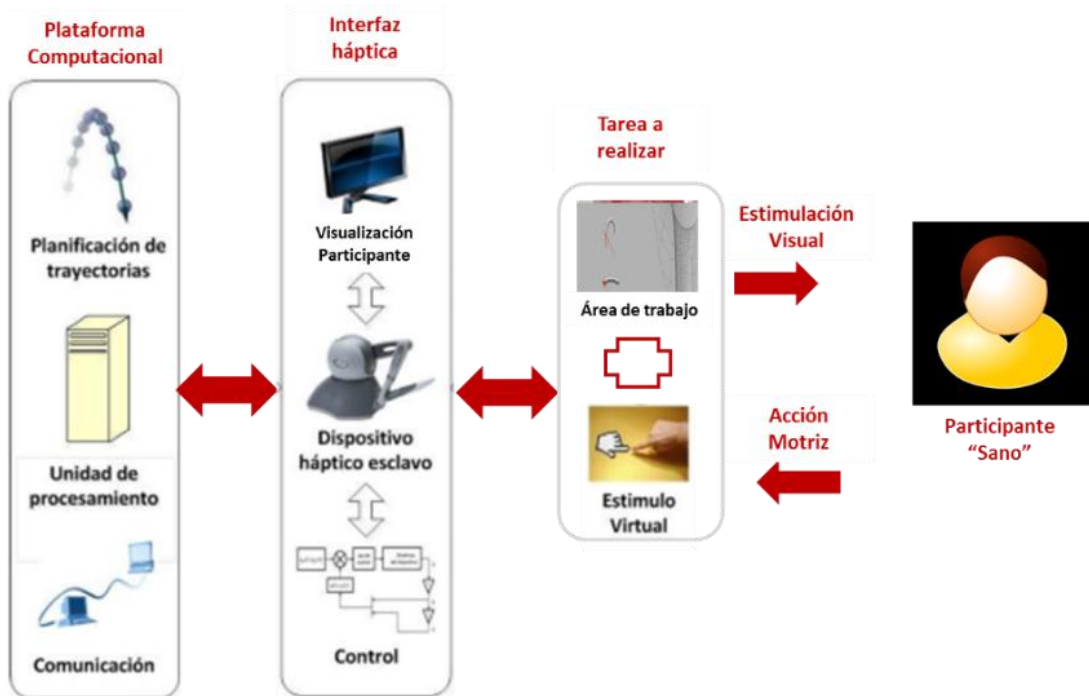 Plataforma
Computacional
Planificación de
trayectorias
Unidad de
procesamiento
Comunicación
Interfaz
háptica
Visualización
Participante
Dispositivo
háptico esclavo
Control
Tarea a
realizar
Área de trabajo
Estimulo
Virtual
Estimulación
Visual
Acción
Motriz
Participante
“Sano”